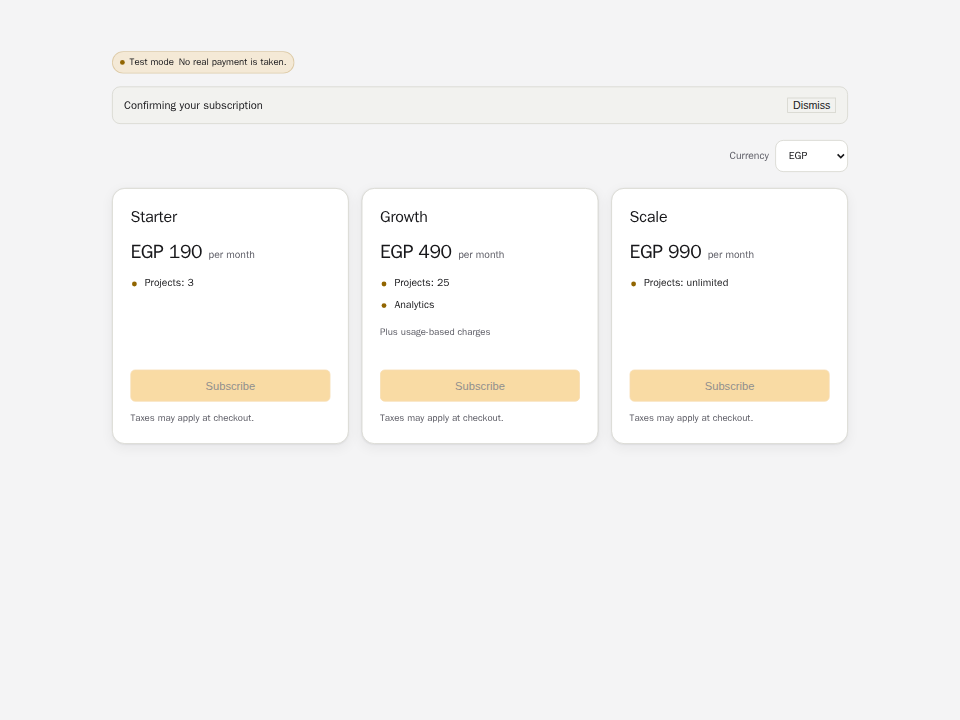 Test mode No real payment is taken.
Confirming your subscription
Dismiss
Currency
EGP
Starter
EGP 190 per month
Projects: 3
Subscribe
Taxes may apply at checkout.
Growth
EGP 490 per month
Projects: 25
Analytics
Plus usage-based charges
Subscribe
Taxes may apply at checkout.
Scale
EGP 990 per month
Projects: unlimited
Subscribe
Taxes may apply at checkout.